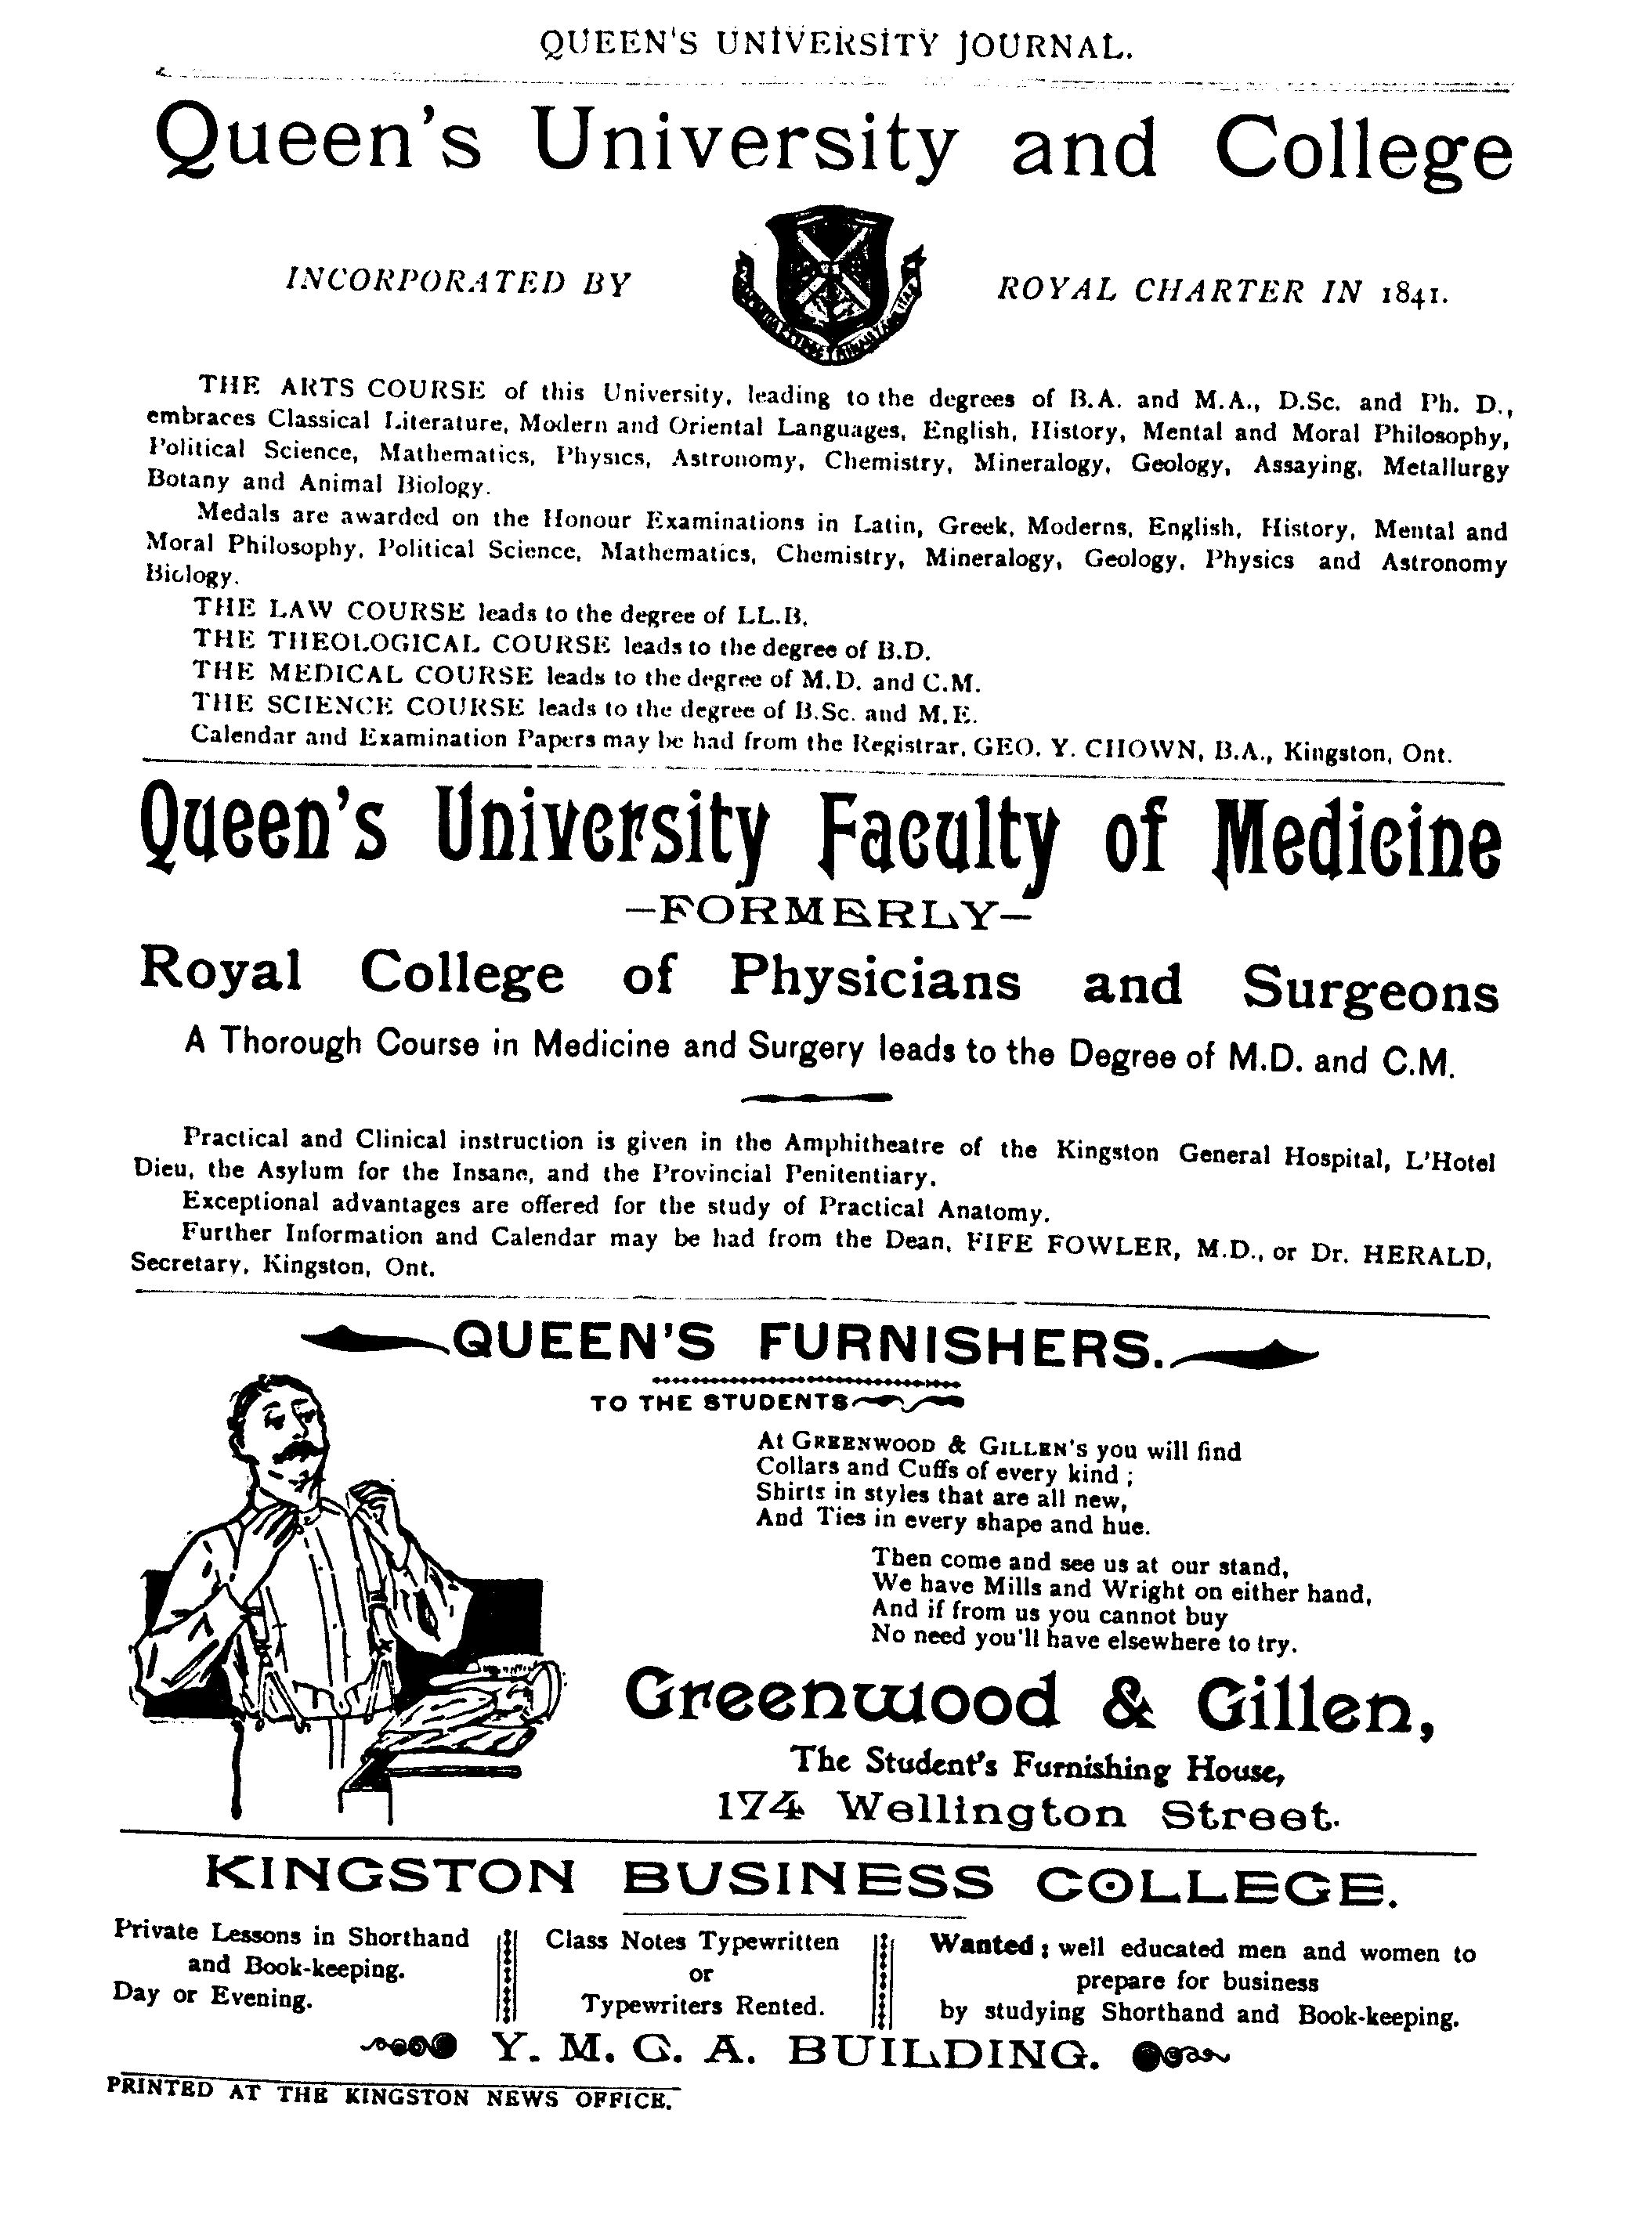 QUEEN'S UNIVERSITY JOURNAL.
Queen's University and College
INCORPORATED BY ROYAL CHARTER IN 1841.
THE ARTS COURSE of this University, leading to the degrees of B.A. and M.A., D.Sc. and Ph. D.,
embraces Classical Literature, Modern and Oriental Languages, English, History, Mental and Moral Philosophy,
Political Science, Mathematics, Physics, Astronomy, Chemistry, Mineralogy, Geology, Assaying, Metallurgy
Botany and Animal Biology.
Medals are awarded on the Honour Examinations in Latin, Greek, Moderns, English, History, Mental and
Moral Philosophy, Political Science, Mathematics, Chemistry, Mineralogy, Geology, Physics and Astronomy
Biology.
THE LAW COURSE leads to the degree of LL.B.
THE THEOLOGICAL COURSE leads to the degree of B.D.
THE MEDICAL COURSE leads to the degree of M.D. and C.M.
THE SCIENCE COURSE leads to the degree of B.Sc. and M.E.
Calendar and Examination Papers may be had from the Registrar, GEO. Y. CHOWN, B.A., Kingston, Ont.
Queen's University Faculty of Medicine
—FORMERLY—
Royal College of Physicians and Surgeons
A Thorough Course in Medicine and Surgery leads to the Degree of M.D. and C.M.
Practical and Clinical instruction is given in the Amphitheatre of the Kingston General Hospital, L'Hotel
Dieu, the Asylum for the Insane, and the Provincial Penitentiary.
Exceptional advantages are offered for the study of Practical Anatomy.
Further Information and Calendar may be had from the Dean, FIFE FOWLER, M.D., or Dr. HERALD,
Secretary, Kingston, Ont.
QUEEN'S FURNISHERS.
TO THE STUDENTS
At GREENWOOD & GILLEN'S you will find
Collars and Cuffs of every kind ;
Shirts in styles that are all new,
And Ties in every shape and hue.
Then come and see us at our stand,
We have Mills and Wright on either hand,
And if from us you cannot buy
No need you'll have elsewhere to try.
Greenwood & Gillen,
The Student's Furnishing House,
174 Wellington Street.
KINGSTON BUSINESS COLLEGE.
Private Lessons in Shorthand
and Book-keeping.
Day or Evening.
Class Notes Typewritten
or
Typewriters Rented.
Wanted : well educated men and women to
prepare for business
by studying Shorthand and Book-keeping.
Y. M. C. A. BUILDING.
PRINTED AT THE KINGSTON NEWS OFFICE.